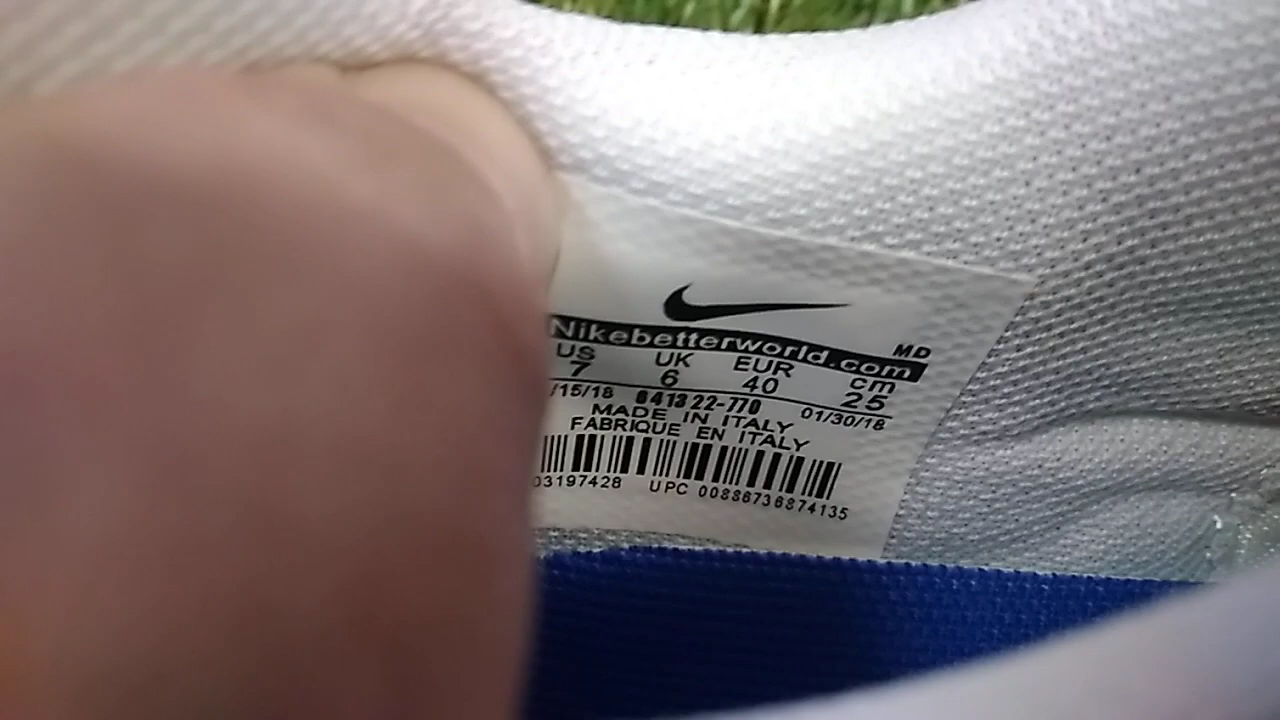 Nikebetterworld.com MD
US UK EUR cm
7 6 40 25
/15/18 641322-770 01/30/18
MADE IN ITALY
FABRIQUE EN ITALY
03197428 UPC 00886736874135